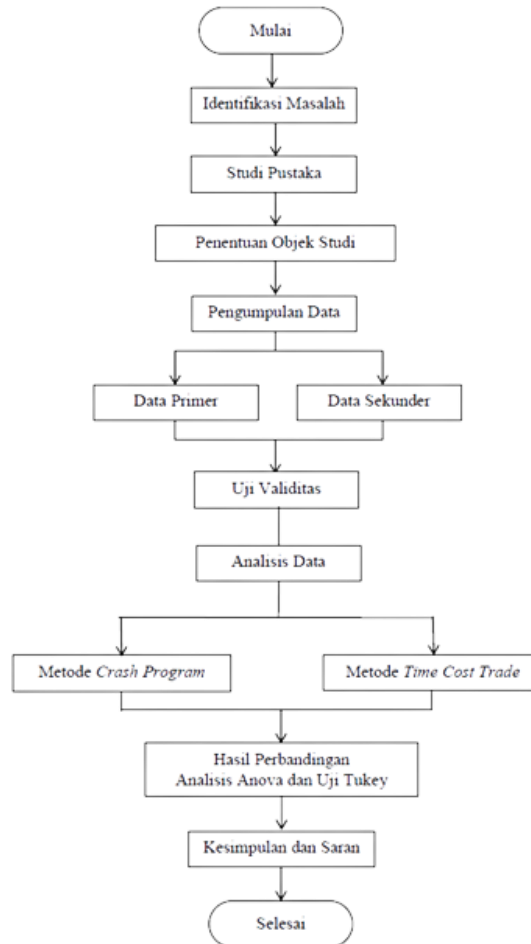 Mulai
Identifikasi Masalah
Studi Pustaka
Penentuan Objek Studi
Pengumpulan Data
Data Primer
Data Sekunder
Uji Validitas
Analisis Data
Metode Crash Program
Metode Time Cost Trade
Hasil Perbandingan
Analisis Anova dan Uji Tukey
Kesimpulan dan Saran
Selesai